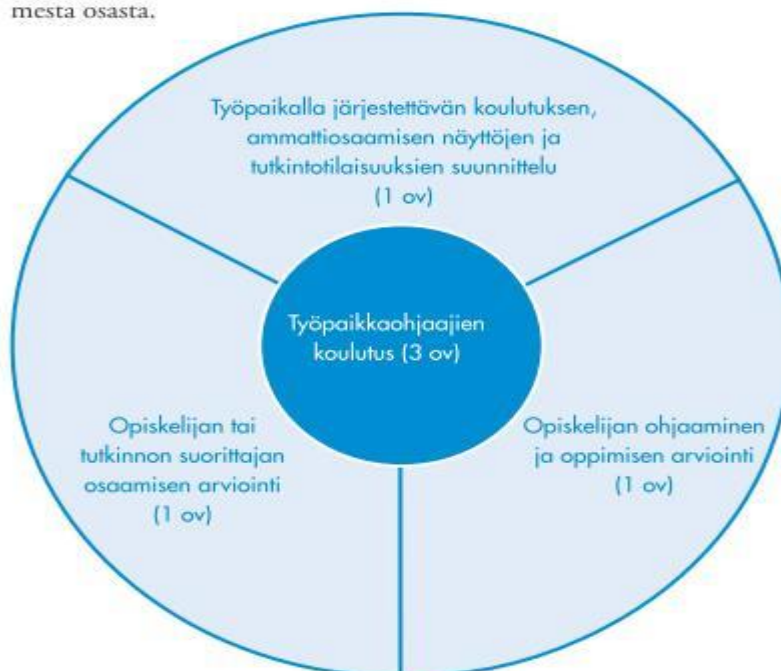 mesta osasta.
Työpaikalla järjestettävän koulutuksen,
ammattiosaamisen näyttöjen ja
tutkintotilaisuuksien suunnittelu
(1 ov)
Työpaikkaohjaajien
koulutus (3 ov)
Opiskelijan tai
tutkinnon suorittajan
osaamisen arviointi
(1 ov)
Opiskelijan ohjaaminen
ja oppimisen arviointi
(1 ov)